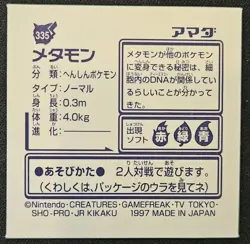 335
アマダ
メタモン
分類：へんしんポケモン
タイプ：ノーマル
身長：0.3m
体重：4.0kg
進化：――
メタモンが他のポケモン
に変身できる秘密は、細
胞内のDNAが関係してい
るらしいことが分かって
いる。
出現
ソフト
赤 緑 青
●あそびかた● 2人対戦で遊びます。
(くわしくは、パッケージのウラを見てネ)
©Nintendo・CREATURES・GAMEFREAK・TV TOKYO・
SHO-PRO・JR KIKAKU 1997 MADE IN JAPAN